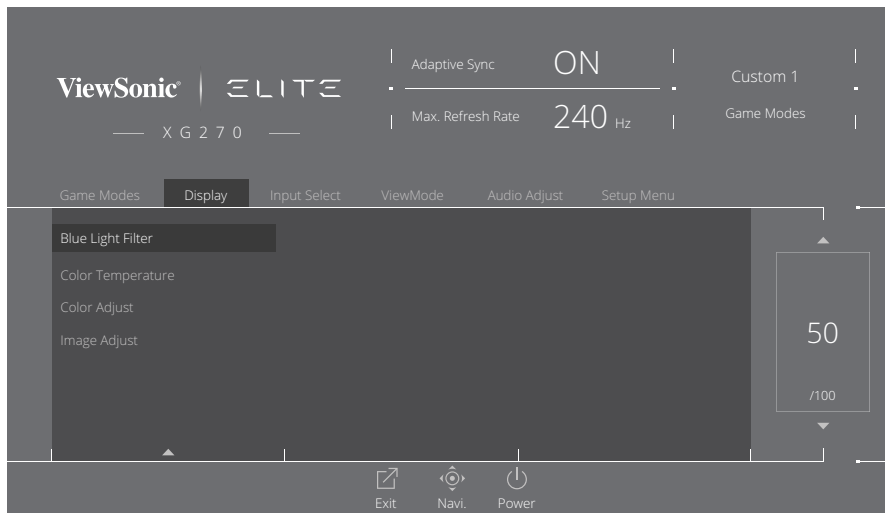 ViewSonic® ELITE
XG270
Adaptive Sync ON
Max. Refresh Rate 240 Hz
Custom 1
Game Modes
Game Modes Display Input Select ViewMode Audio Adjust Setup Menu
Blue Light Filter
Color Temperature
Color Adjust
Image Adjust
50
/100
Exit Navi. Power